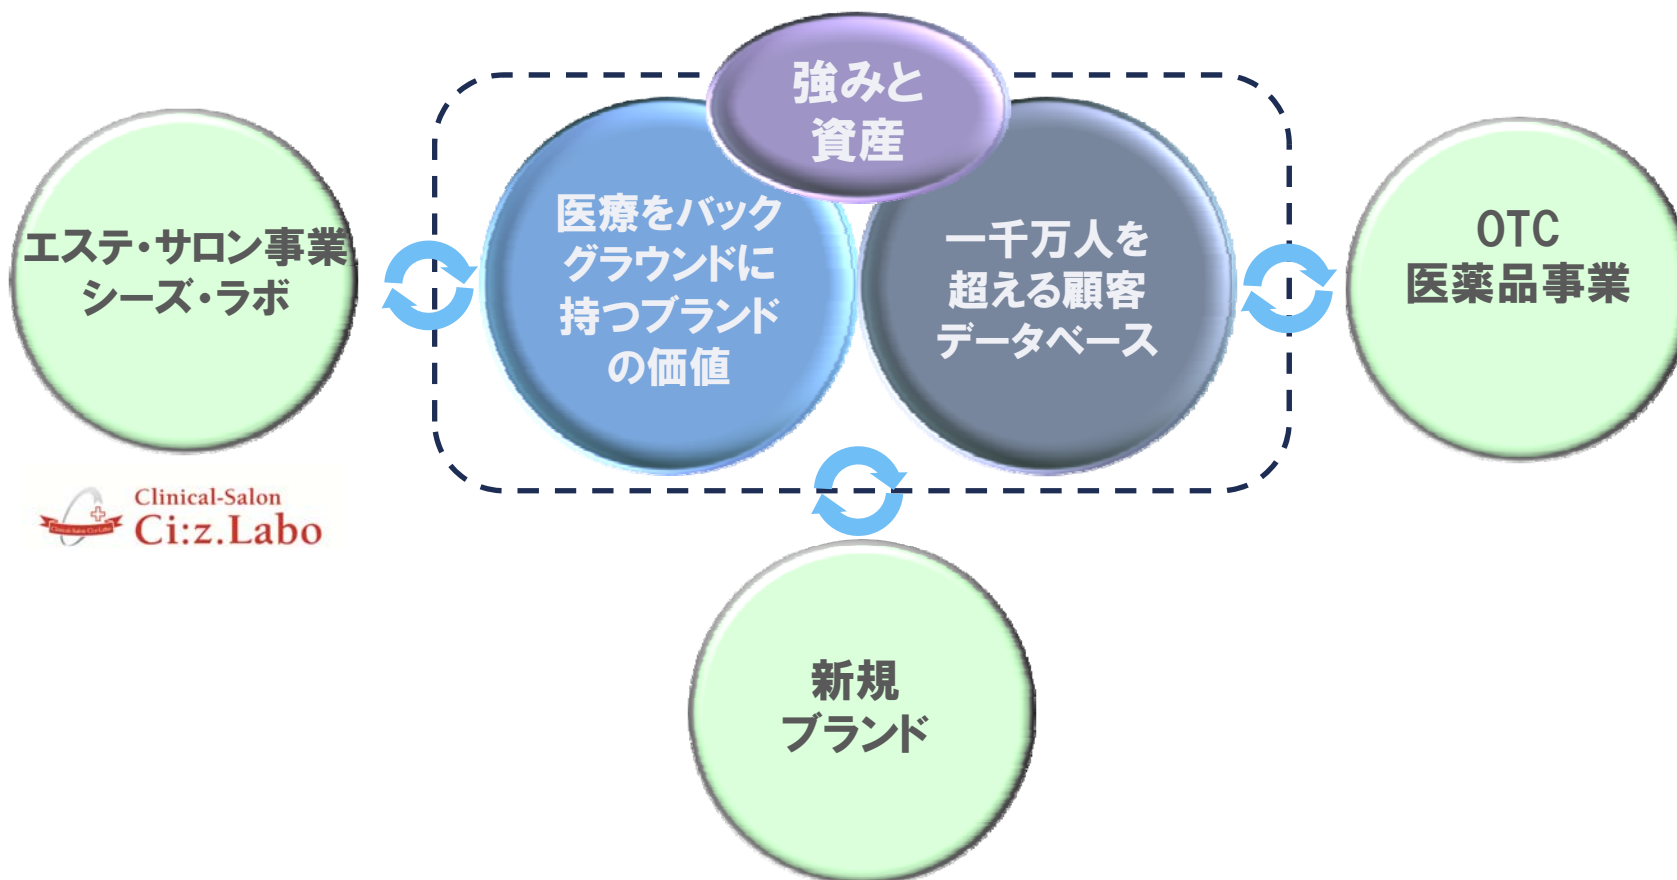 強みと
資産
エステ・サロン事業
シーズ・ラボ
医療をバック
グラウンドに
持つブランド
の価値
一千万人を
超える顧客
データベース
OTC
医薬品事業
Clinical-Salon
Ci:z.Labo
新規
ブランド